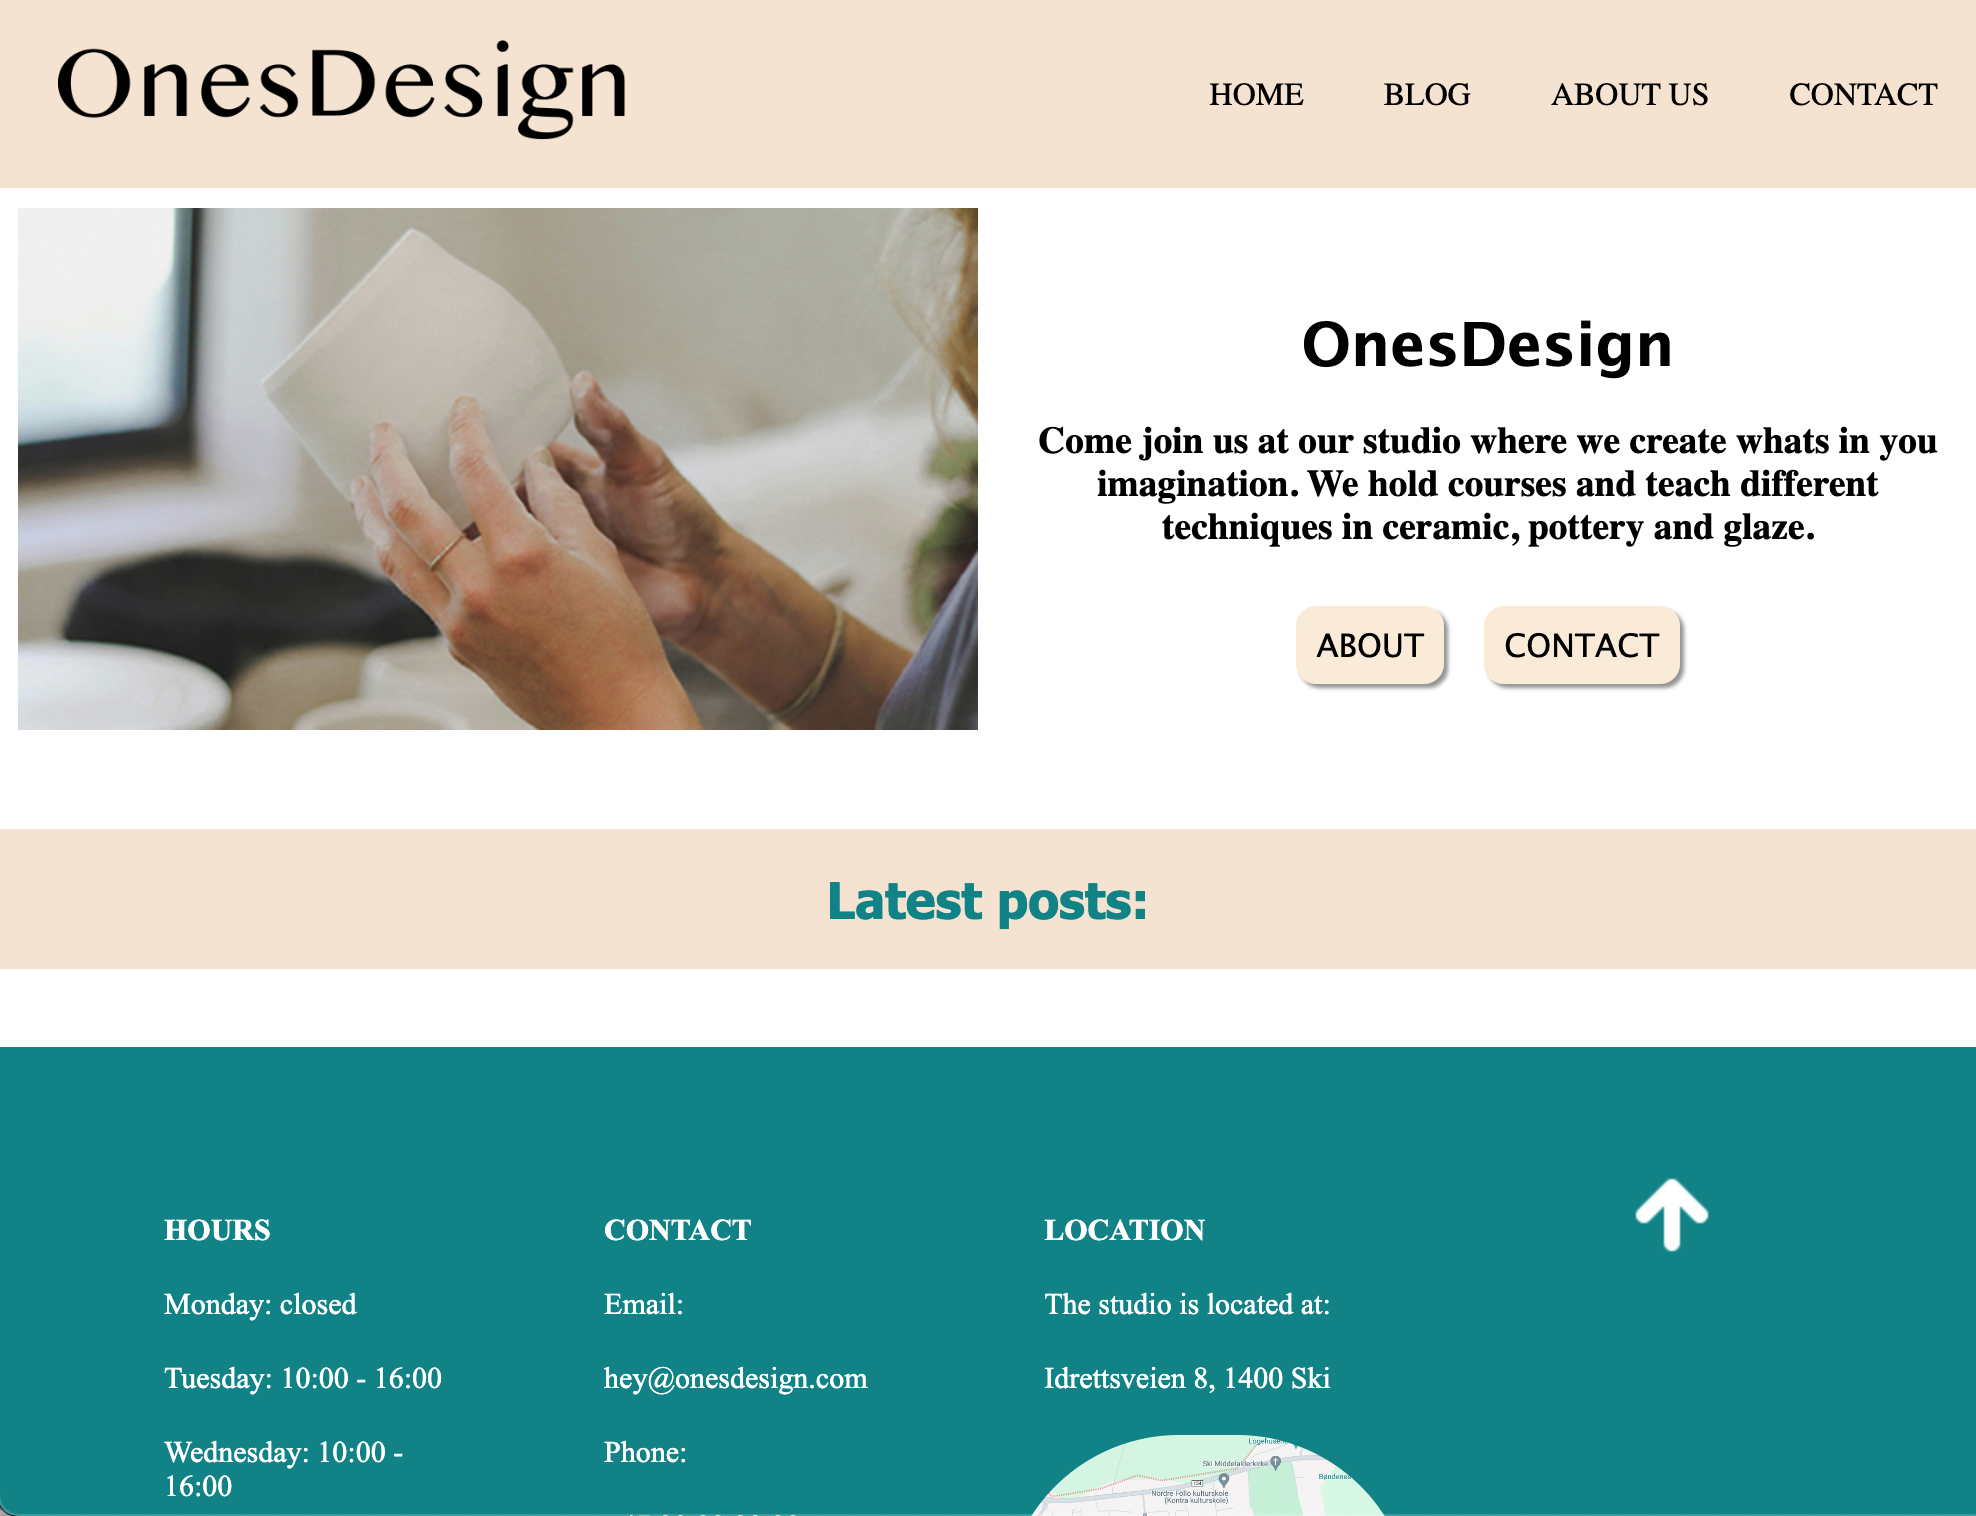 OnesDesign
HOME BLOG ABOUT US CONTACT
OnesDesign
Come join us at our studio where we create whats in you
imagination. We hold courses and teach different
techniques in ceramic, pottery and glaze.
ABOUT CONTACT
Latest posts:
HOURS
Monday: closed
Tuesday: 10:00 - 16:00
Wednesday: 10:00 -
16:00
CONTACT
Email:
hey@onesdesign.com
Phone:
LOCATION
The studio is located at:
Idrettsveien 8, 1400 Ski
Ski Middelalderkirke
Nordre Follo kulturskole
(Kontra kulturskole)